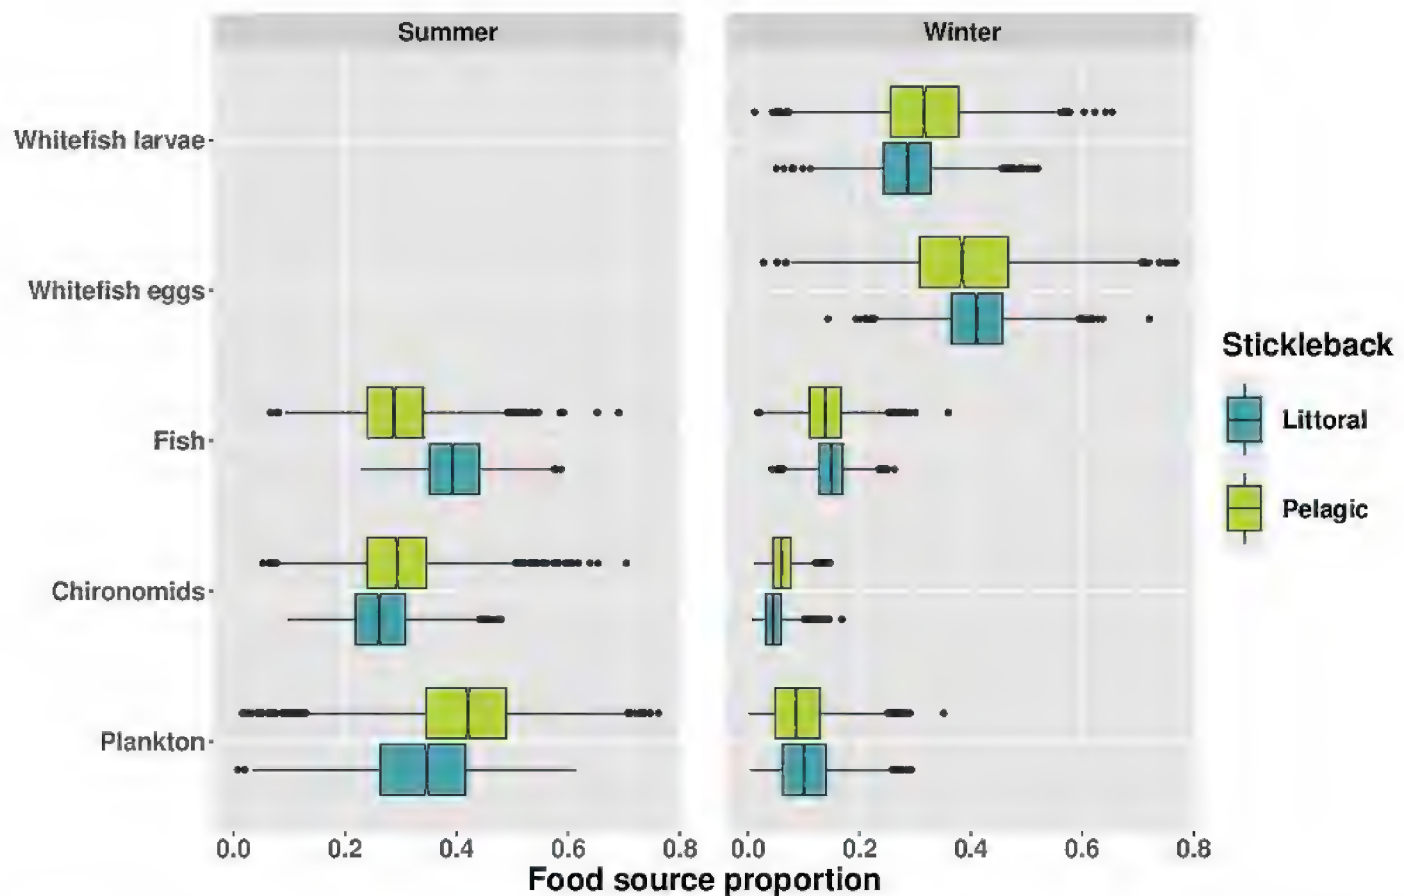 Summer Winter
Whitefish larvae
Whitefish eggs
Fish
Chironomids
Plankton
0.0 0.2 0.4 0.6 0.8 0.0 0.2 0.4 0.6 0.8
Food source proportion
Stickleback
Littoral
Pelagic